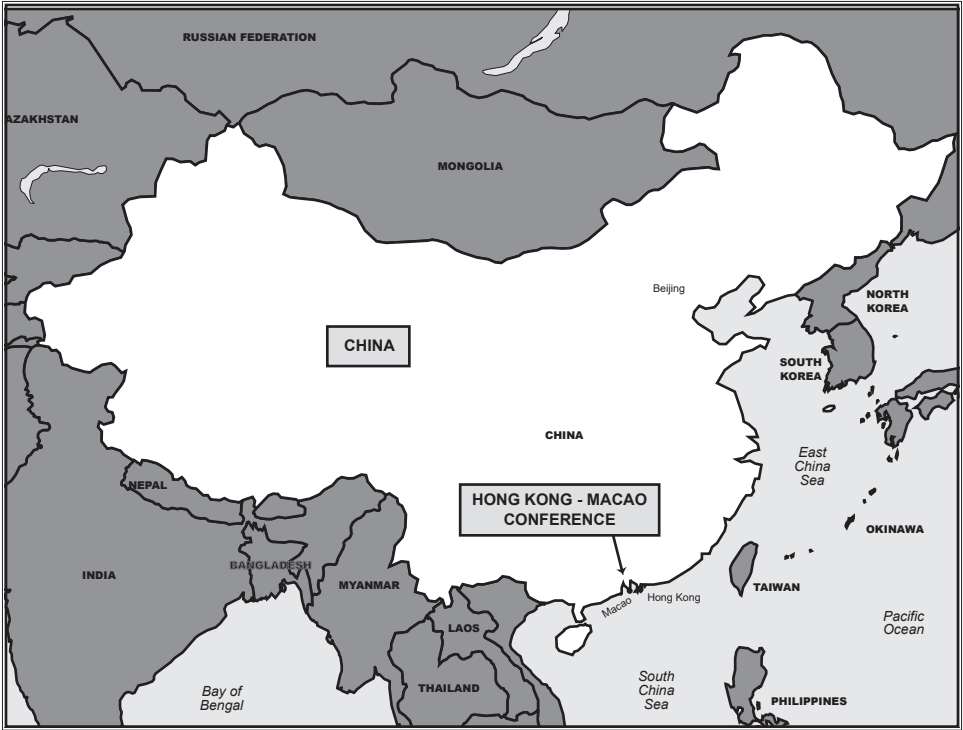 RUSSIAN FEDERATION
AZAKHSTAN
MONGOLIA
Beijing
NORTH
KOREA
CHINA
SOUTH
KOREA
CHINA
East
China
Sea
NEPAL
HONG KONG - MACAO
CONFERENCE
OKINAWA
BANGLADESH
INDIA
MYANMAR
TAIWAN
Macao
Hong Kong
LAOS
Pacific
Ocean
THAILAND
South
China
Sea
Bay of
Bengal
PHILIPPINES